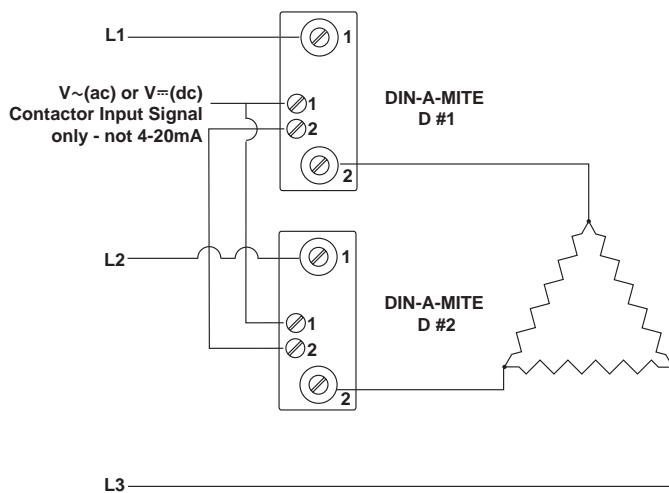 L1
1
V~(ac) or V⎓(dc)
Contactor Input Signal
only - not 4-20mA
1
2
DIN-A-MITE
D #1
2
L2
1
DIN-A-MITE
D #2
1
2
2
L3